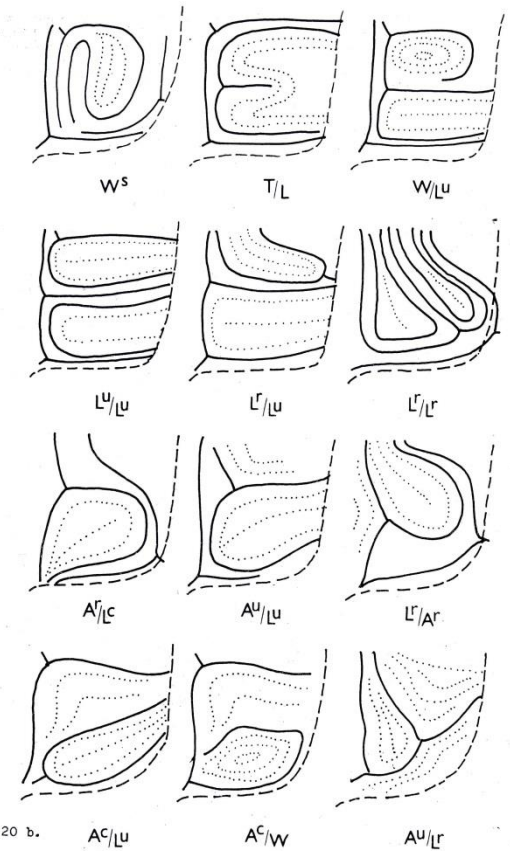 Wˢ T/L W/Lᵘ
Lᵘ/Lᵘ Lʳ/Lᵘ Lʳ/Lʳ
Aʳ/Lᶜ Aᵘ/Lᵘ Lʳ/Aʳ
20 b. Aᶜ/Lᵘ Aᶜ/W Aᵘ/Lʳ